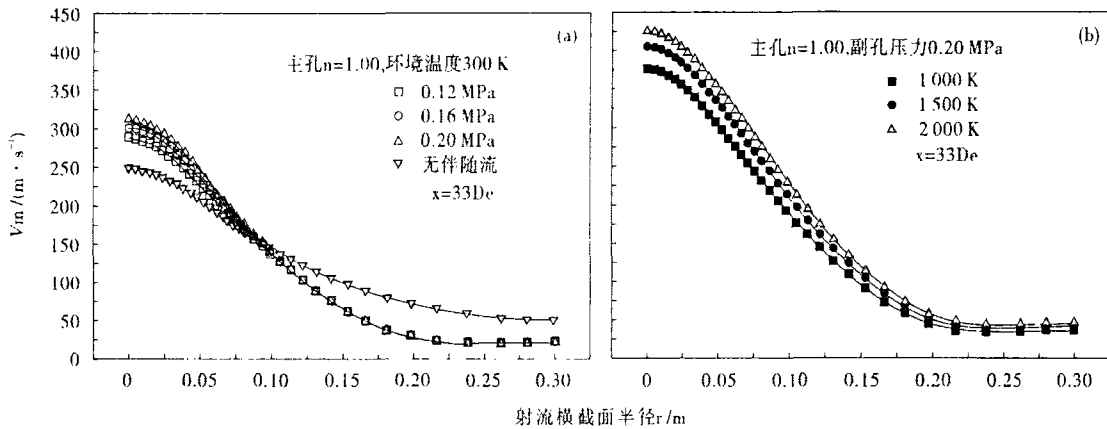 450
400
350
300
250
200
150
100
50
0
Vm /(m · s⁻¹)
(a)
主孔n=1.00,环境温度300 K
0.12 MPa
0.16 MPa
0.20 MPa
无伴随流
x=33De
0 0.05 0.10 0.15 0.20 0.25 0.30
(b)
主孔n=1.00,副孔压力0.20 MPa
1 000 K
1 500 K
2 000 K
x=33De
0 0.05 0.10 0.15 0.20 0.25 0.30
射流横截面半径r/m